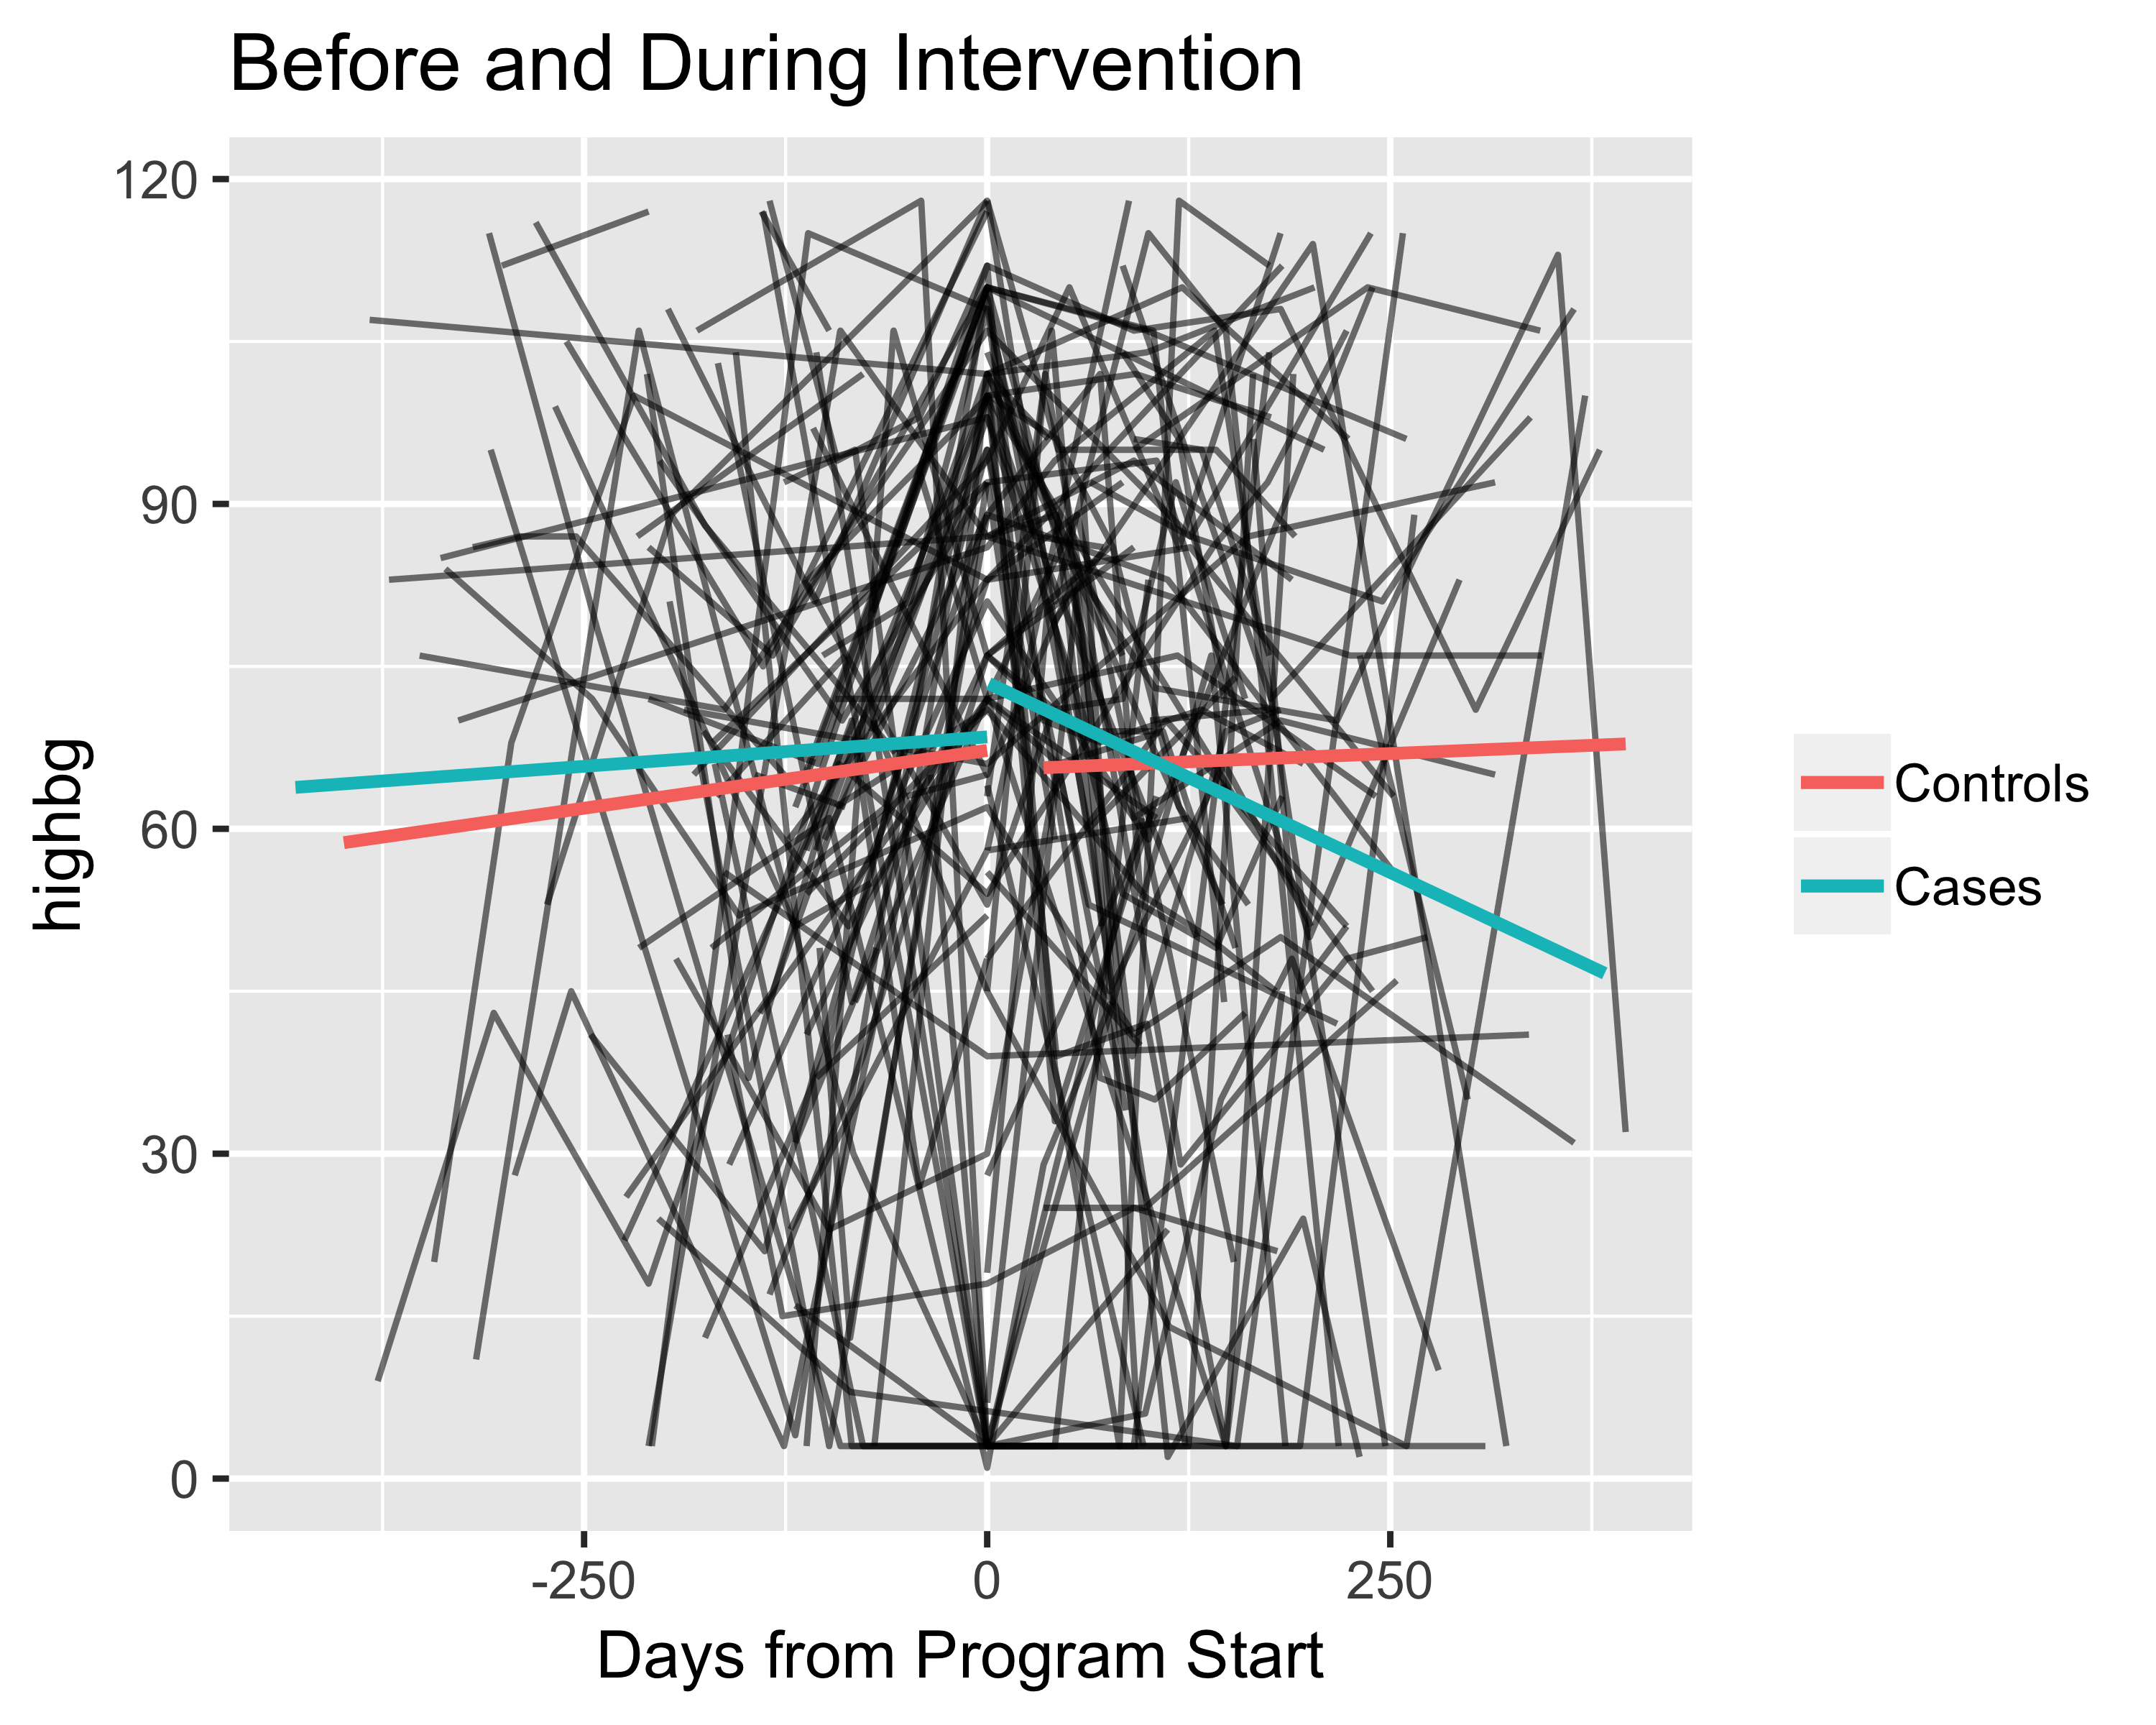 Before and During Intervention
120
90
60
30
0
highbg
-250 0 250
Days from Program Start
Controls
Cases